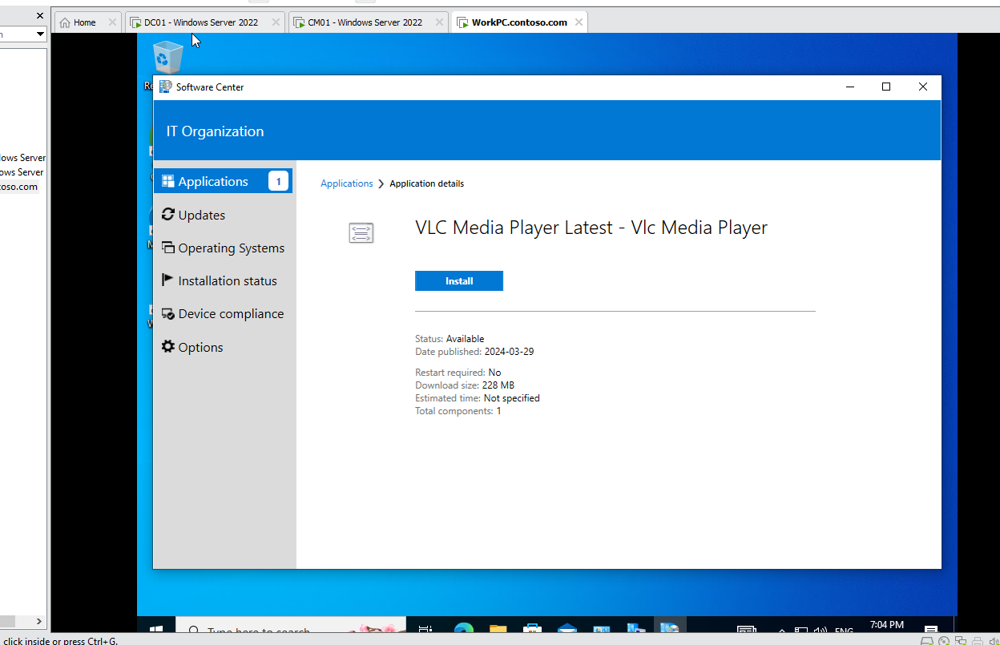 Home
DC01 - Windows Server 2022
CM01 - Windows Server 2022
WorkPC.contoso.com
Software Center
IT Organization
Applications
1
Updates
Operating Systems
Installation status
Device compliance
Options
Applications > Application details
VLC Media Player Latest - Vlc Media Player
Install
Status: Available
Date published: 2024-03-29
Restart required: No
Download size: 228 MB
Estimated time: Not specified
Total components: 1
Server
Server
oso.com
Type here to search
ENG
7:04 PM
click inside or press Ctrl+G.